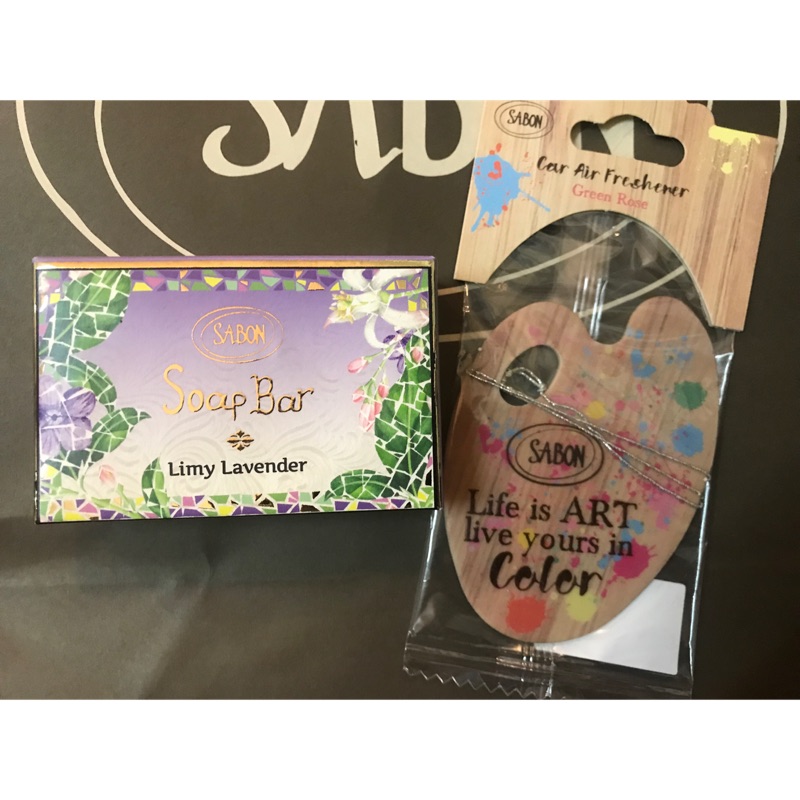 SABON
SABON
Soap Bar
Limy Lavender
SABON
Car Air Freshener
Green Rose
SABON
Life is ART
live yours in
Color